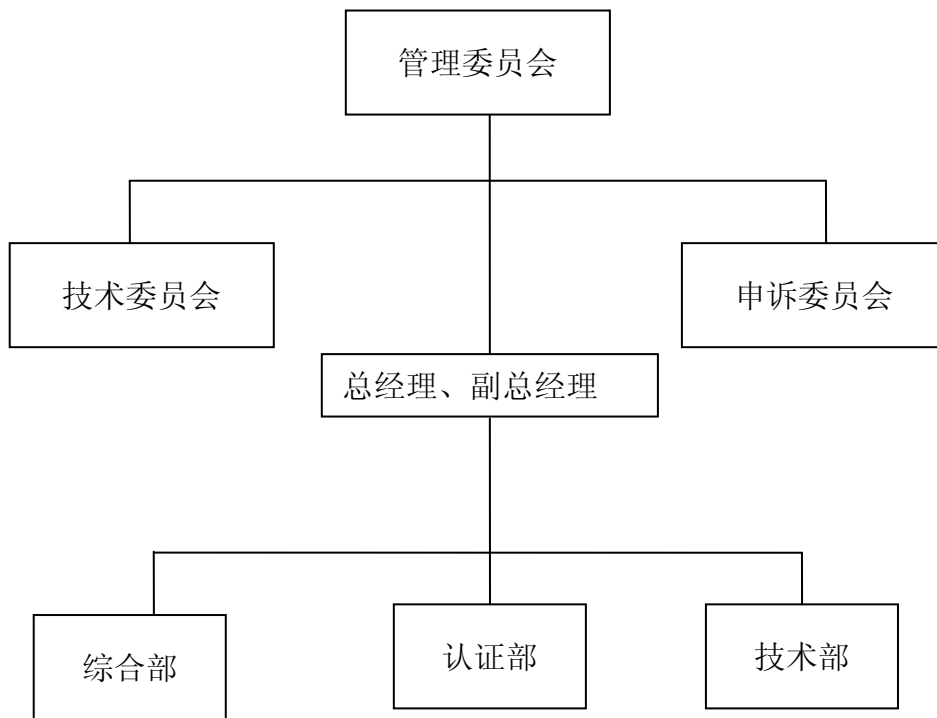 管理委员会
技术委员会
申诉委员会
总经理、副总经理
综合部
认证部
技术部